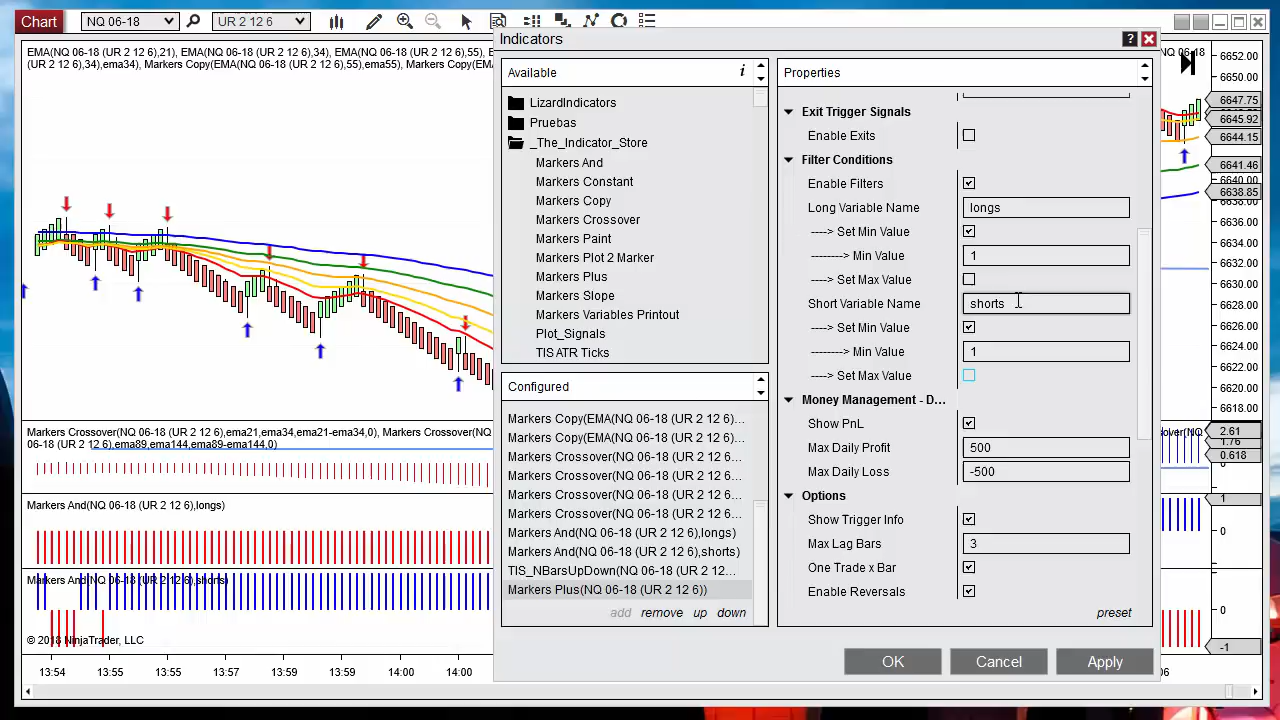 Chart
NQ 06-18
UR 2 12 6
EMA(NQ 06-18 (UR 2 12 6),21), EMA(NQ 06-18 (UR 2 12 6),34), EMA(NQ 06-18 (UR 2 12 6),55), Markers Copy(EMA(NQ 06-18
(UR 2 12 6),34),ema34), Markers Copy(EMA(NQ 06-18 (UR 2 12 6),55),ema55), Markers Copy(E
NQ 06-18
Indicators
?
Available
i
LizardIndicators
Pruebas
_The_Indicator_Store
Markers And
Markers Constant
Markers Copy
Markers Crossover
Markers Paint
Markers Plot 2 Marker
Markers Plus
Markers Slope
Markers Variables Printout
Plot_Signals
TIS ATR Ticks
Configured
Markers Copy(EMA(NQ 06-18 (UR 2 12 6)...
Markers Copy(EMA(NQ 06-18 (UR 2 12 6)...
Markers Crossover(NQ 06-18 (UR 2 12 6...
Markers Crossover(NQ 06-18 (UR 2 12 6...
Markers Crossover(NQ 06-18 (UR 2 12 6...
Markers Crossover(NQ 06-18 (UR 2 12 6...
Markers And(NQ 06-18 (UR 2 12 6),longs)
Markers And(NQ 06-18 (UR 2 12 6),shorts)
TIS_NBarsUpDown(NQ 06-18 (UR 2 12...
Markers Plus(NQ 06-18 (UR 2 12 6))
add remove up down
Properties
Exit Trigger Signals
Enable Exits
Filter Conditions
Enable Filters
Long Variable Name longs
----> Set Min Value
--------> Min Value 1
----> Set Max Value
Short Variable Name shorts
----> Set Min Value
--------> Min Value 1
----> Set Max Value
Money Management - D...
Show PnL
Max Daily Profit 500
Max Daily Loss -500
Options
Show Trigger Info
Max Lag Bars 3
One Trade x Bar
Enable Reversals
preset
OK Cancel Apply
6652.00
6650.00
6647.75
6645.92
6644.15
6641.46
6640.00
6638.85
6636.00
6634.00
6632.00
6630.00
6628.00
6626.00
6624.00
6622.00
6620.00
6618.00
Markers Crossover(NQ 06-18 (UR 2 12 6),ema21,ema34,ema21-ema34,0), Markers Crossover(NQ
06-18 (UR 2 12 6),ema89,ema144,ema89-ema144,0)
2.61
1.76
0.618
0
Markers And(NQ 06-18 (UR 2 12 6),longs)
1
0
Markers And(NQ 06-18 (UR 2 12 6),shorts)
0
-1
© 2018 NinjaTrader, LLC
13:54 13:55 13:55 13:57 13:59 13:59 14:00 14:00